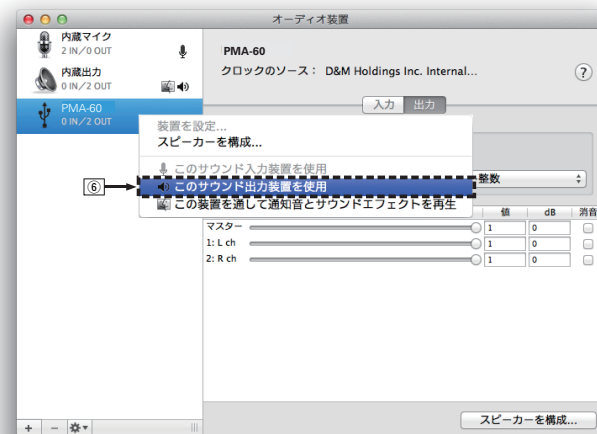 オーディオ装置
内蔵マイク
2 IN/0 OUT
内蔵出力
0 IN/2 OUT
PMA-60
0 IN/2 OUT
PMA-60
クロックのソース： D&M Holdings Inc. Internal...
?
入力 出力
装置を設定...
スピーカーを構成...
このサウンド入力装置を使用
⑥ このサウンド出力装置を使用
この装置を通して通知音とサウンドエフェクトを再生
整数
値 dB 消音
マスター 1 0
1: L ch 1 0
2: R ch 1 0
スピーカーを構成...